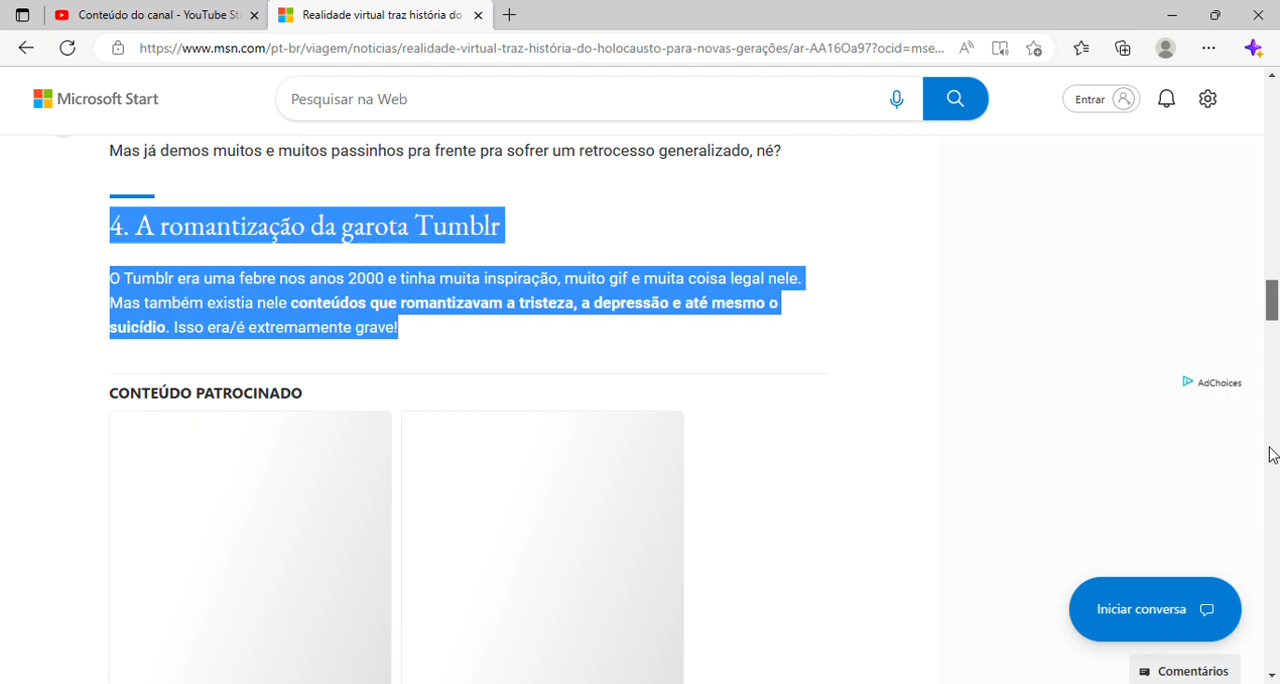 Conteúdo do canal - YouTube St
Realidade virtual traz história do
https://www.msn.com/pt-br/viagem/noticias/realidade-virtual-traz-história-do-holocausto-para-novas-gerações/ar-AA16Oa97?ocid=mse...
Microsoft Start
Pesquisar na Web
Entrar
Mas já demos muitos e muitos passinhos pra frente pra sofrer um retrocesso generalizado, né?
4. A romantização da garota Tumblr
O Tumblr era uma febre nos anos 2000 e tinha muita inspiração, muito gif e muita coisa legal nele.
Mas também existia nele conteúdos que romantizavam a tristeza, a depressão e até mesmo o
suicídio. Isso era/é extremamente grave!
CONTEÚDO PATROCINADO
AdChoices
Iniciar conversa
Comentários